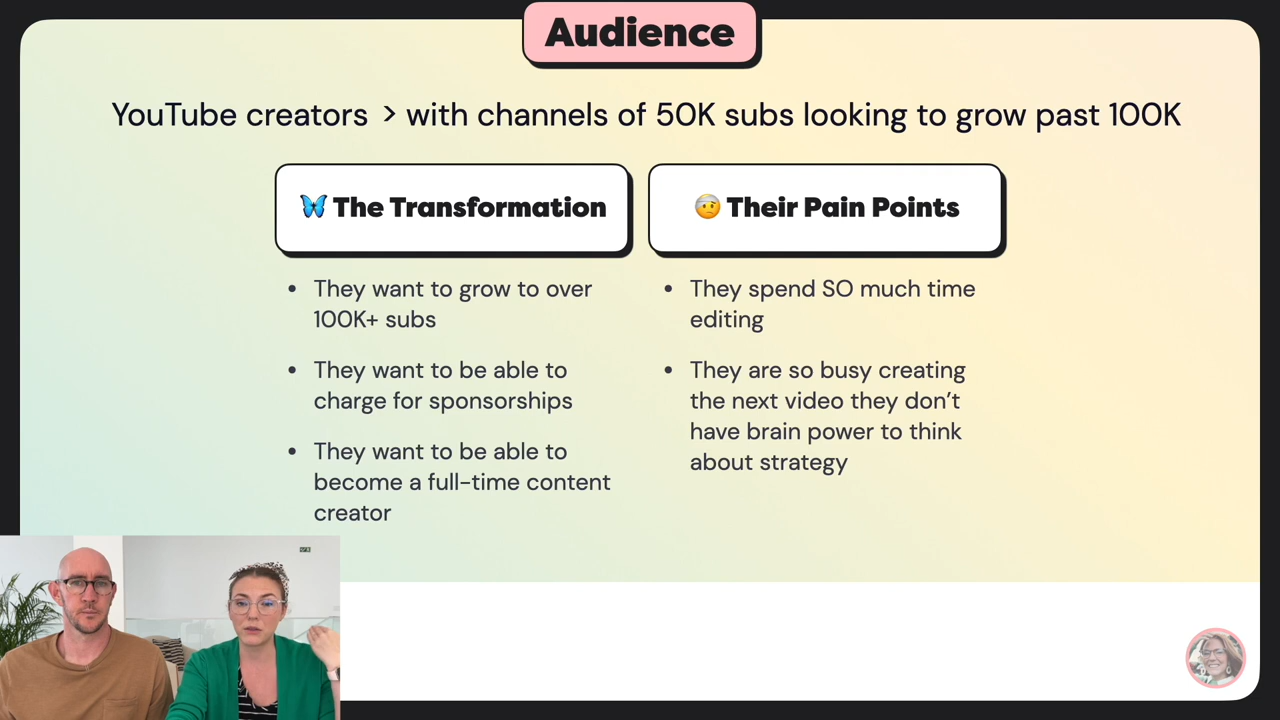 Audience
YouTube creators > with channels of 50K subs looking to grow past 100K
The Transformation
They want to grow to over
100K+ subs
They want to be able to
charge for sponsorships
They want to be able to
become a full-time content
creator
Their Pain Points
They spend SO much time
editing
They are so busy creating
the next video they don’t
have brain power to think
about strategy